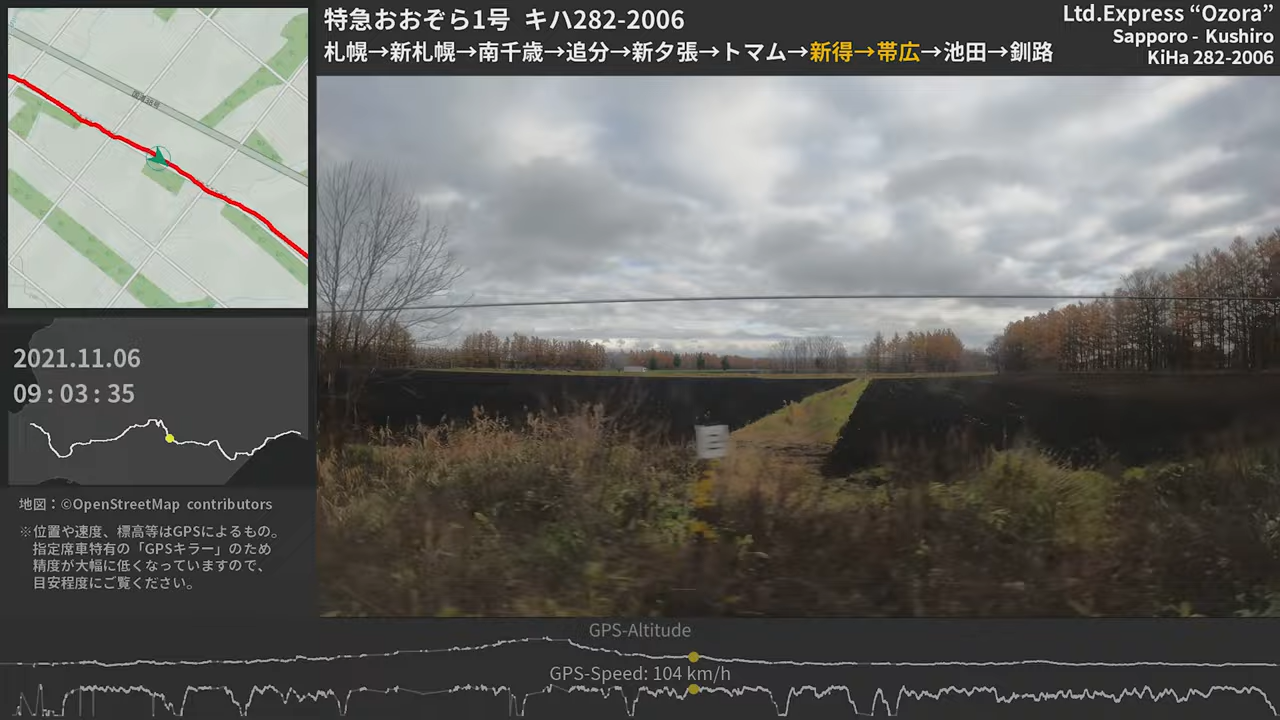 特急おおぞら1号 キハ282-2006
札幌→新札幌→南千歳→追分→新夕張→トマム→新得→帯広→池田→釧路
Ltd.Express “Ozora”
Sapporo - Kushiro
KiHa 282-2006
国道38号
2021.11.06
09:03:35
地図：©OpenStreetMap contributors
※位置や速度、標高等はGPSによるもの。
指定席車特有の「GPSキラー」のため
精度が大幅に低くなっていますので、
目安程度にご覧ください。
GPS-Altitude
GPS-Speed: 104 km/h